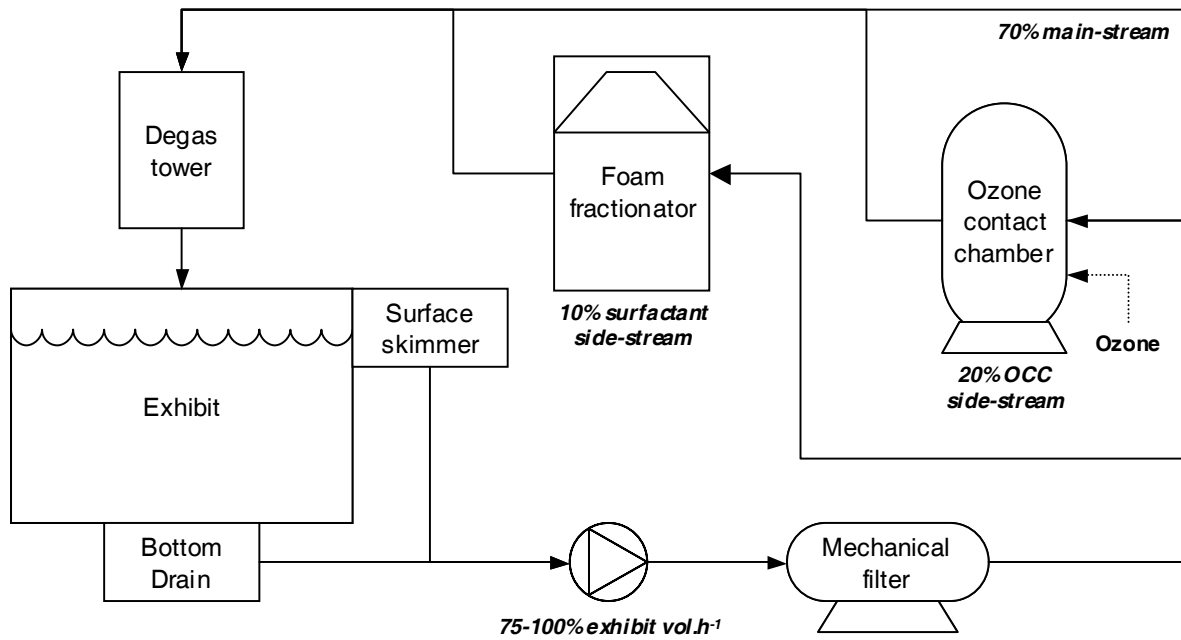 70% main-stream
Degas
tower
Foam
fractionator
Ozone
contact
chamber
Surface
skimmer
10% surfactant
side-stream
Ozone
20% OCC
side-stream
Exhibit
Bottom
Drain
Mechanical
filter
75-100% exhibit vol.h⁻¹